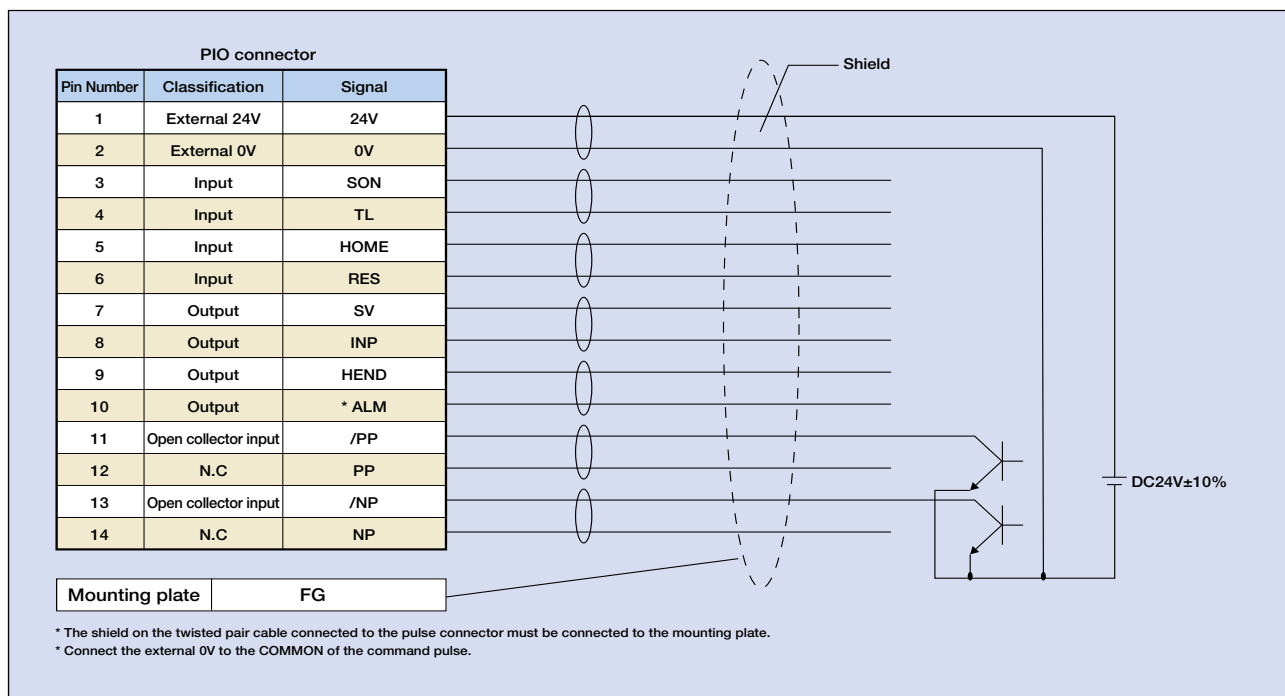 PIO connector
Shield
Pin Number Classification Signal
1 External 24V 24V
2 External 0V 0V
3 Input SON
4 Input TL
5 Input HOME
6 Input RES
7 Output SV
8 Output INP
9 Output HEND
10 Output * ALM
11 Open collector input /PP
12 N.C PP
13 Open collector input /NP
14 N.C NP
DC24V±10%
Mounting plate FG
* The shield on the twisted pair cable connected to the pulse connector must be connected to the mounting plate.
* Connect the external 0V to the COMMON of the command pulse.